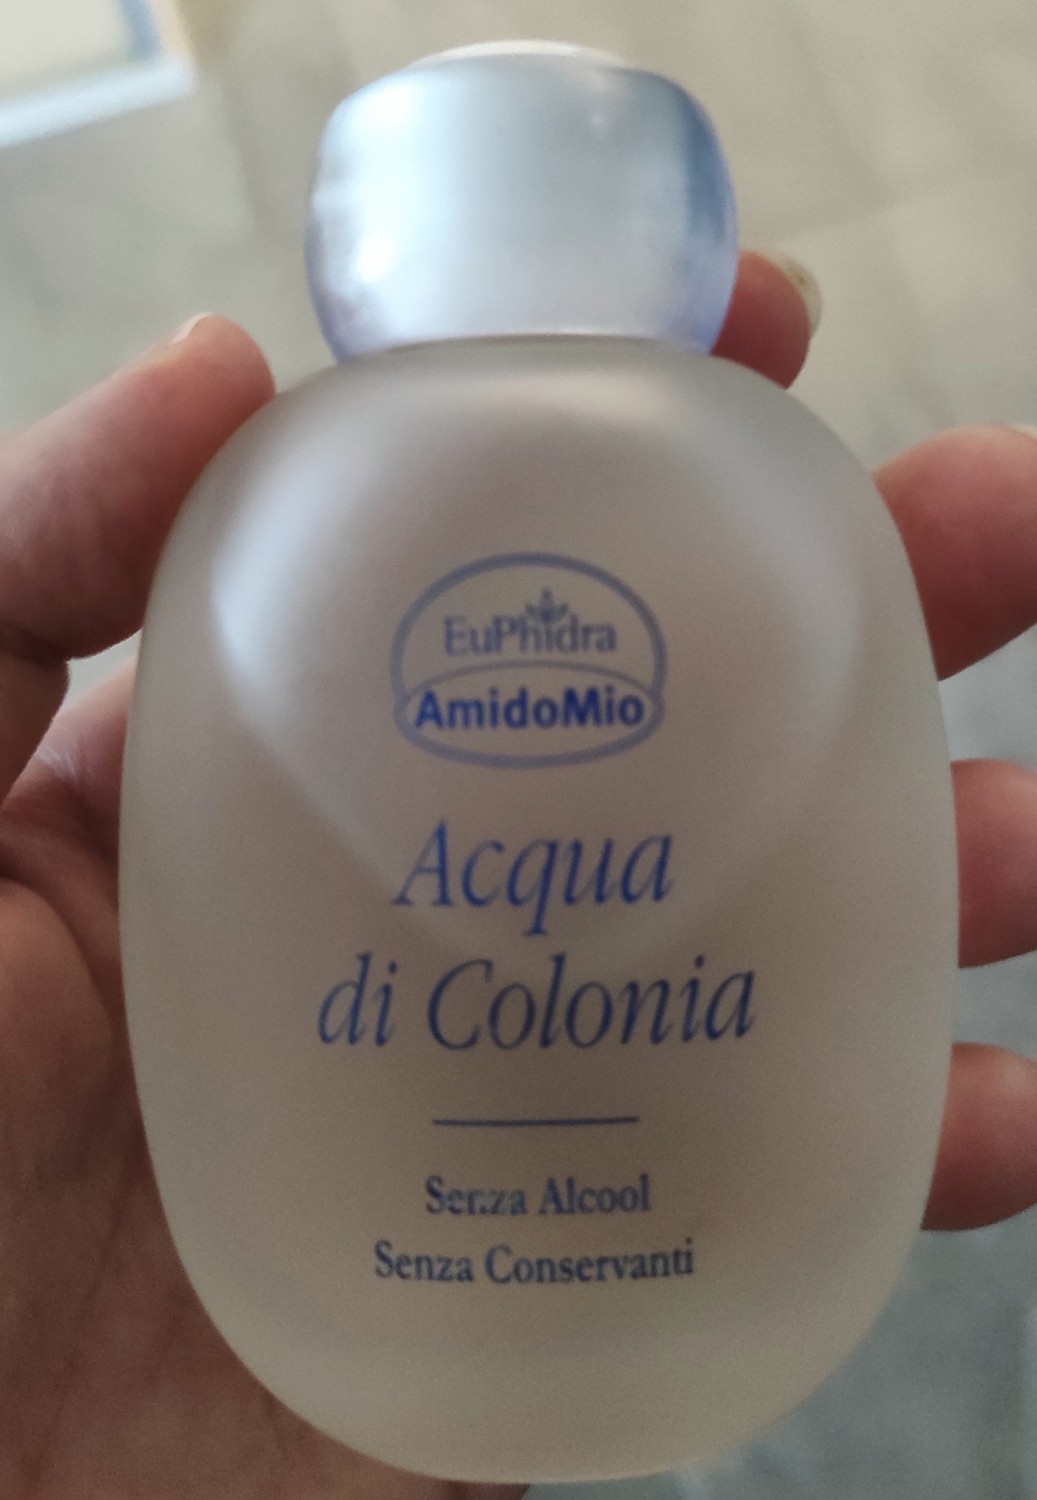 EuPhidra
AmidoMio
Acqua
di Colonia
Senza Alcool
Senza Conservanti